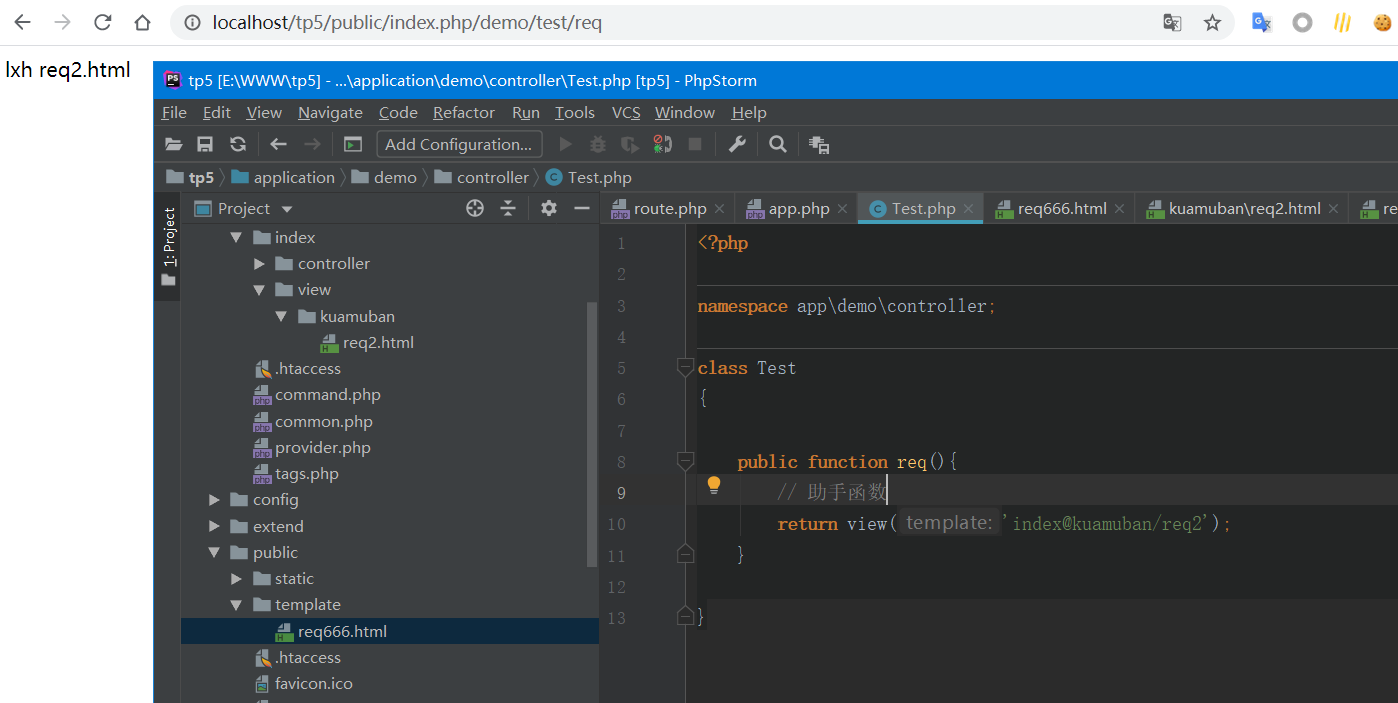 localhost/tp5/public/index.php/demo/test/req
lxh req2.html
tp5 [E:\WWW\tp5] - ...\application\demo\controller\Test.php [tp5] - PhpStorm
File Edit View Navigate Code Refactor Run Tools VCS Window Help
Add Configuration...
tp5 application demo controller Test.php
1: Project
Project
index
controller
view
kuamuban
req2.html
.htaccess
command.php
common.php
provider.php
tags.php
config
extend
public
static
template
req666.html
.htaccess
favicon.ico
route.php app.php Test.php req666.html kuamuban\req2.html re
1 <?php
2
3 namespace app\demo\controller;
4
5 class Test
6 {
7
8 public function req(){
9 // 助手函数
10 return view( template: 'index@kuamuban/req2');
11 }
12
13 }